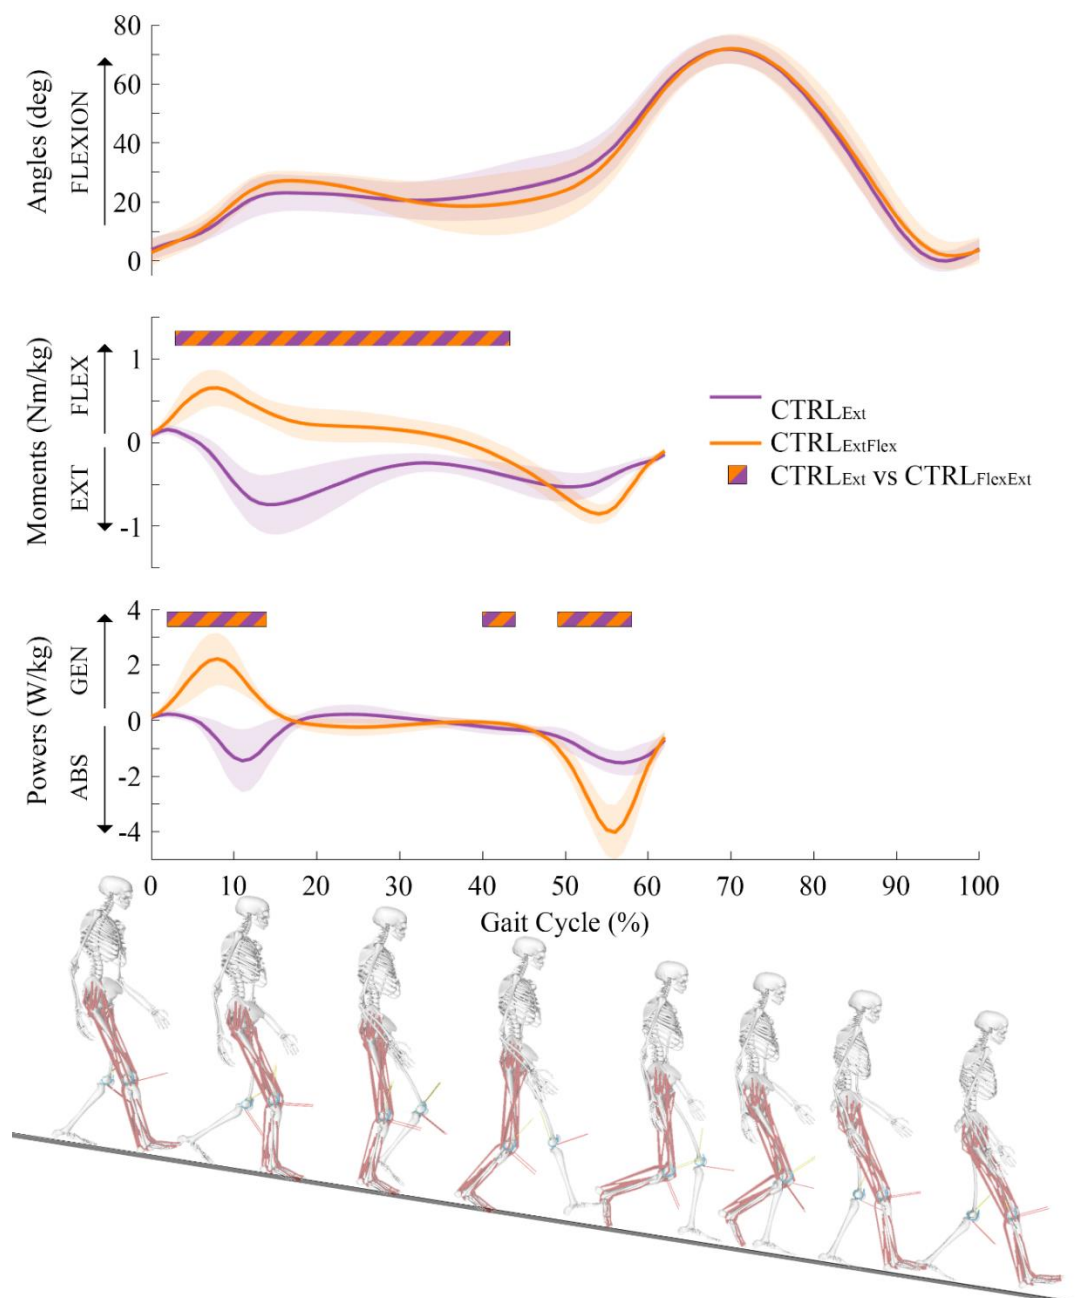 80
60
40
20
0
Angles (deg)
FLEXION
1
0
-1
Moments (Nm/kg)
FLEX
EXT
CTRLExt
CTRLExtFlex
CTRLExt vs CTRLFlexExt
4
2
0
-2
-4
Powers (W/kg)
GEN
ABS
0 10 20 30 40 50 60 70 80 90 100
Gait Cycle (%)